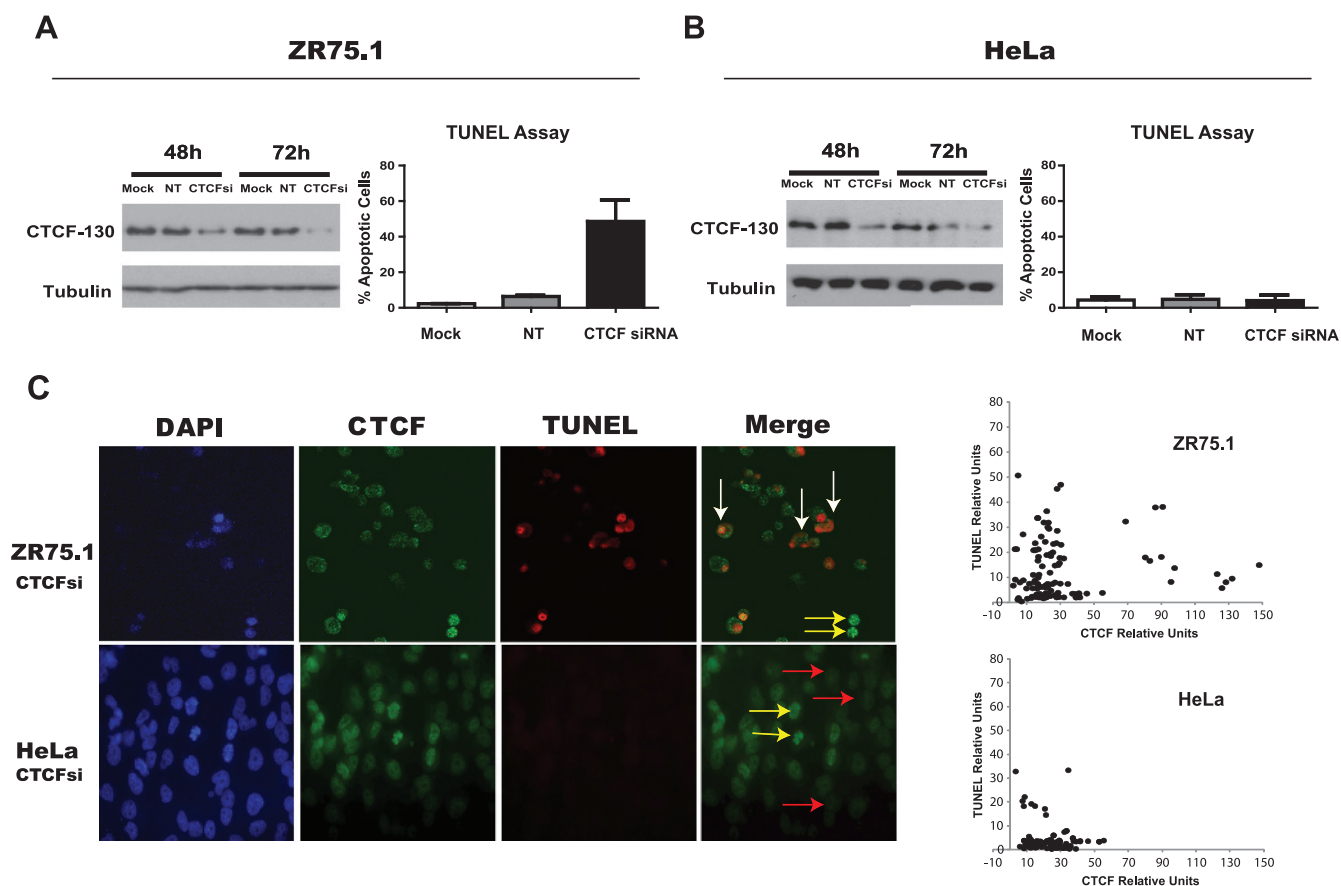 A
ZR75.1
TUNEL Assay
48h 72h
Mock NT CTCFsi Mock NT CTCFsi
CTCF-130
Tubulin
% Apoptotic Cells
80
60
40
20
0
Mock NT CTCF siRNA
B
HeLa
TUNEL Assay
48h 72h
Mock NT CTCFsi Mock NT CTCFsi
CTCF-130
Tubulin
% Apoptotic Cells
80
60
40
20
0
Mock NT CTCF siRNA
C
DAPI CTCF TUNEL Merge
ZR75.1
CTCFsi
HeLa
CTCFsi
ZR75.1
TUNEL Relative Units
80
70
60
50
40
30
20
10
0
-10 10 30 50 70 90 110 130 150
CTCF Relative Units
HeLa
TUNEL Relative Units
80
70
60
50
40
30
20
10
0
-10 10 30 50 70 90 110 130 150
CTCF Relative Units